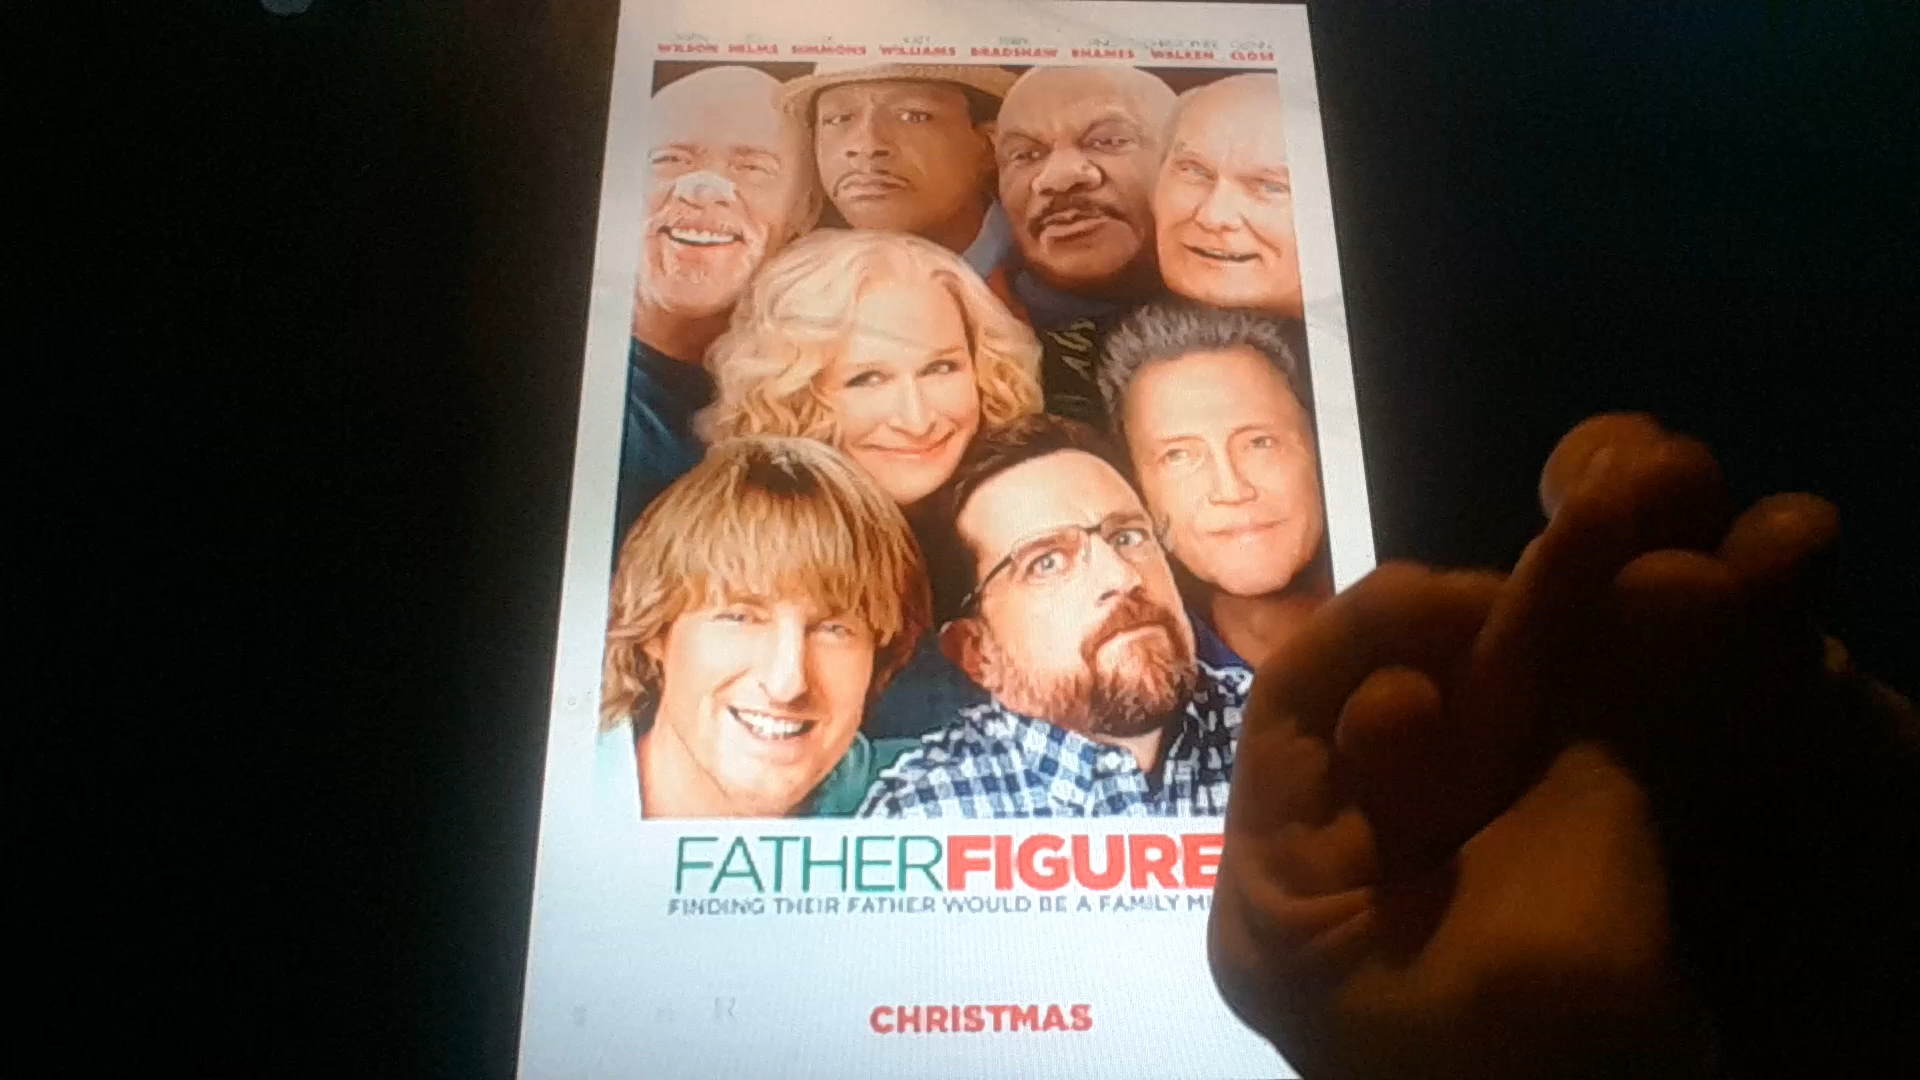 WILSON HELMS SIMMONS WILLIAMS BRADSHAW RHAMES WALKEN CLOSE
FATHERFIGURE
FINDING THEIR FATHER WOULD BE A FAMILY
CHRISTMAS